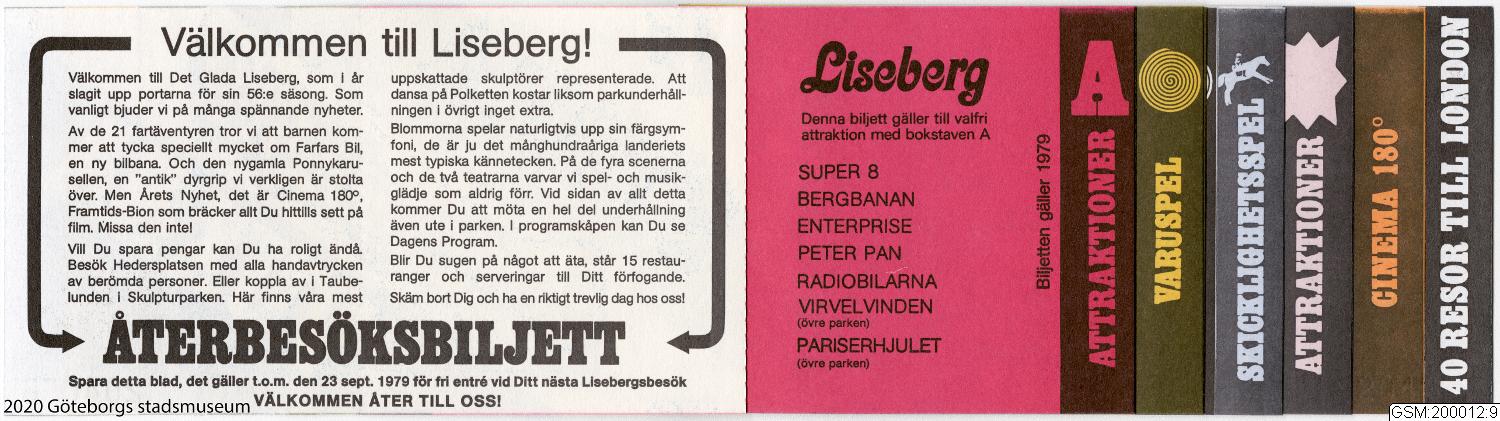 Välkommen till Liseberg!
Välkommen till Det Glada Liseberg, som i år
slagit upp portarna för sin 56:e säsong. Som
vanligt bjuder vi på många spännande nyheter.
Av de 21 fartäventyren tror vi att barnen kom-
mer att tycka speciellt mycket om Farfars Bil,
en ny bilbana. Och den nygamla Ponnykaru-
sellen, en "antik" dyrgrip vi verkligen är stolta
över. Men Årets Nyhet, det är Cinema 180°,
Framtids-Bion som bräcker allt Du hittills sett på
film. Missa den inte!
Vill Du spara pengar kan Du ha roligt ändå.
Besök Hedersplatsen med alla handavtrycken
av berömda personer. Eller koppla av i Taube-
lunden i Skulpturparken. Här finns våra mest
uppskattade skulptörer representerade. Att
dansa på Polketten kostar liksom parkunderhåll-
ningen i övrigt inget extra.
Blommorna spelar naturligtvis upp sin färgsym-
foni, de är ju det månghundraåriga landeriets
mest typiska kännetecken. På de fyra scenerna
och de två teatrarna varvar vi spel- och musik-
glädje som aldrig förr. Vid sidan av allt detta
kommer Du att möta en hel del underhållning
även ute i parken. I programskåpen kan Du se
Dagens Program.
Blir Du sugen på något att äta, står 15 restau-
ranger och serveringar till Ditt förfogande.
Skäm bort Dig och ha en riktigt trevlig dag hos oss!
ÅTERBESÖKSBILJETT
Spara detta blad, det gäller t.o.m. den 23 sept. 1979 för fri entré vid Ditt nästa Lisebergsbesök
VÄLKOMMEN ÅTER TILL OSS!
2020 Göteborgs stadsmuseum
Liseberg
Denna biljett gäller till valfri
attraktion med bokstaven A
SUPER 8
BERGBANAN
ENTERPRISE
PETER PAN
RADIOBILARNA
VIRVELVINDEN
(övre parken)
PARISERHJULET
(övre parken)
Biljetten gäller 1979
ATTRAKTIONER A
VARUSPEL
SKICKLIGHETSSPEL
ATTRAKTIONER
CINEMA 180°
40 RESOR TILL LONDON
GSM:200012:9